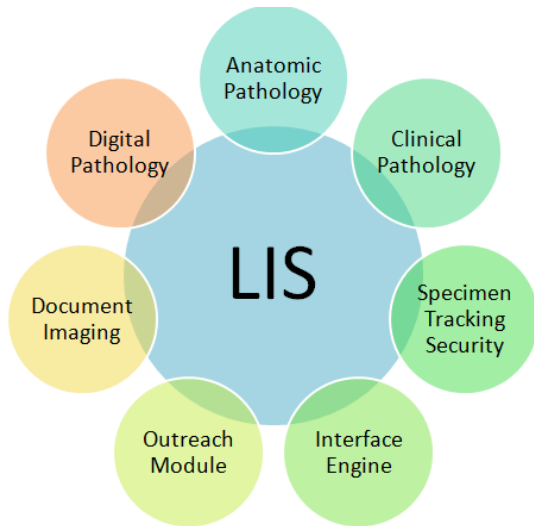 Anatomic
Pathology
Clinical
Pathology
Specimen
Tracking
Security
Interface
Engine
Outreach
Module
Document
Imaging
Digital
Pathology
LIS